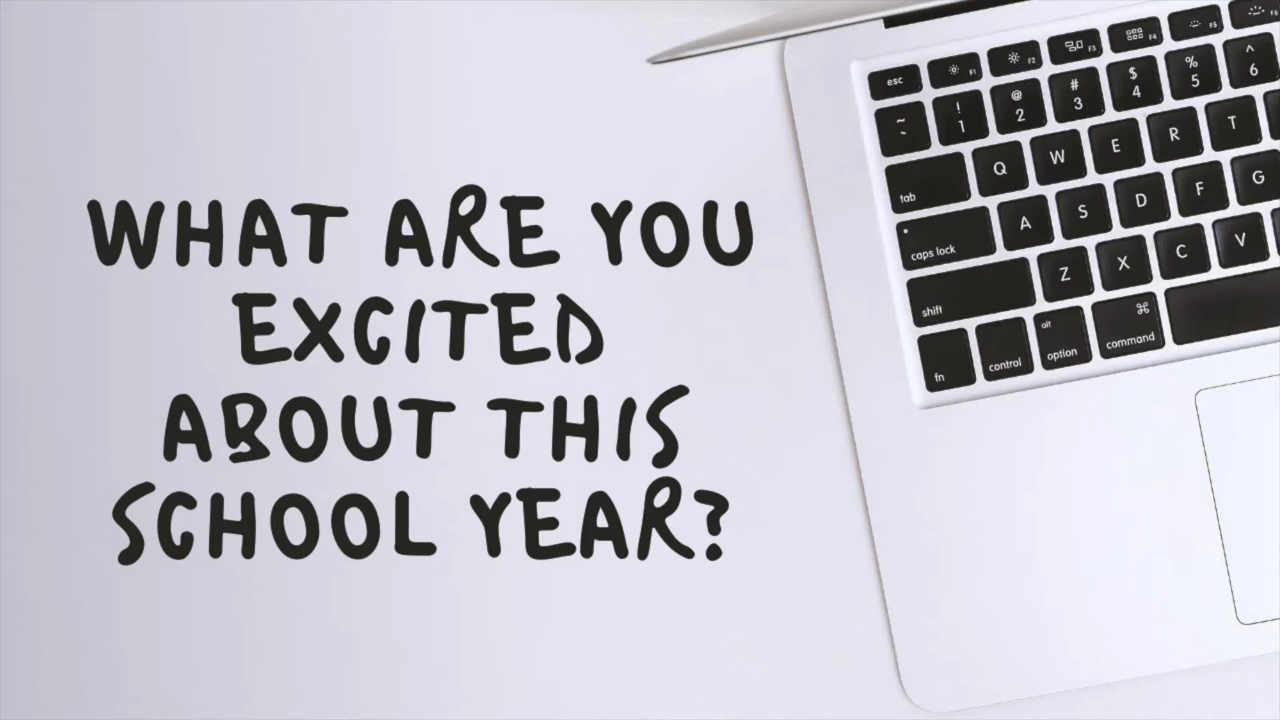 WHAT ARE YOU
EXCITED
ABOUT THIS
SCHOOL YEAR?
esc F1 F2 F3 F4 F5 F6
~ ` ! 1 @ 2 # 3 $ 4 % 5 ^ 6
tab Q W E R T
caps lock A S D F G
shift Z X C V
fn control alt option ⌘ command